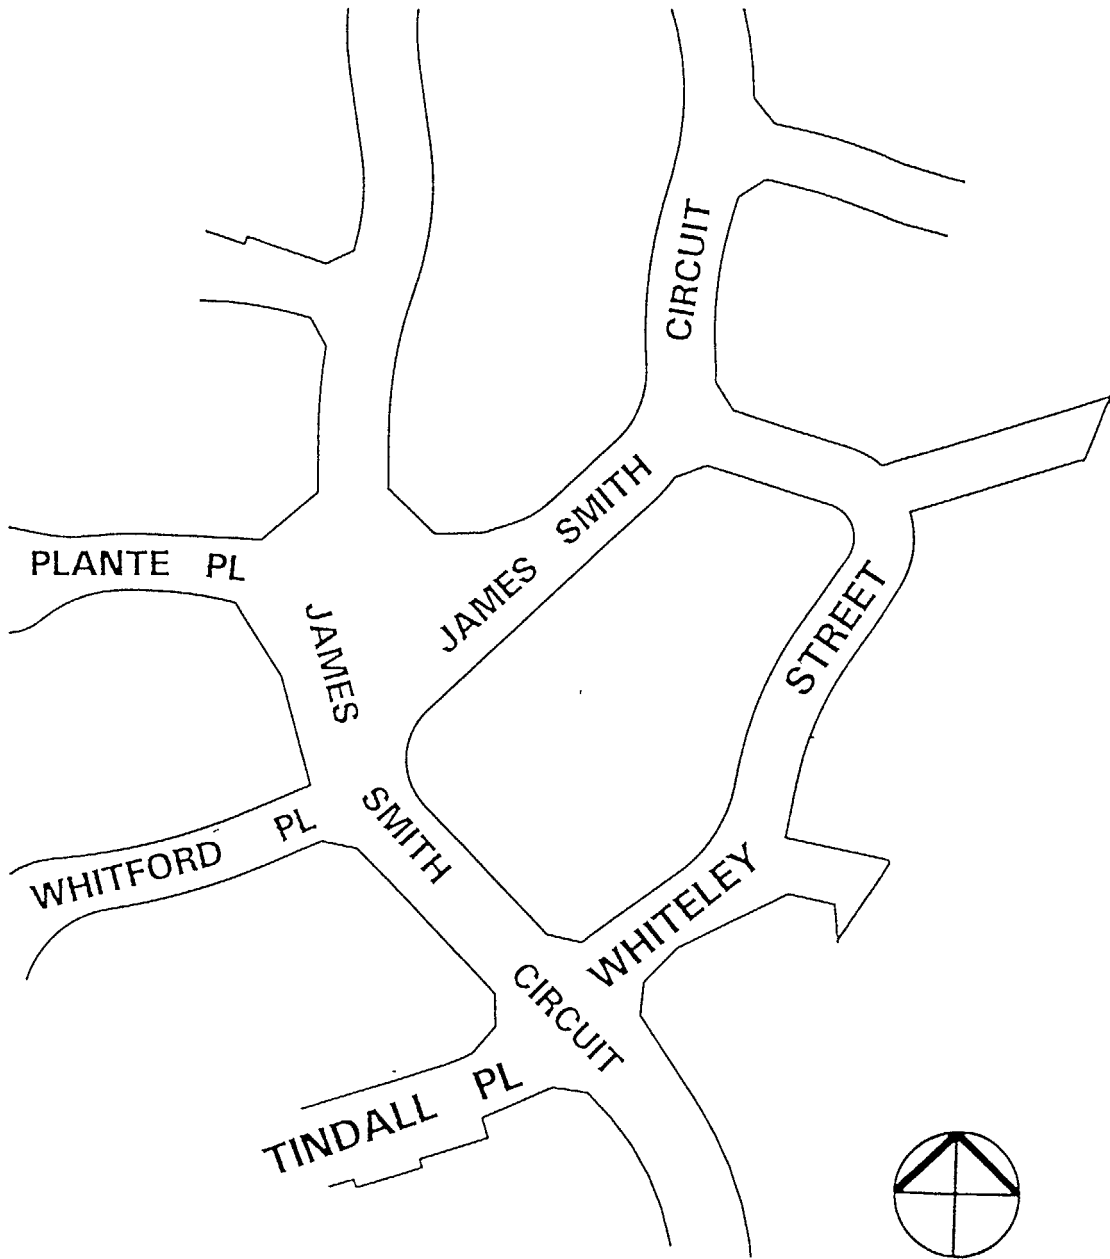 CIRCUIT
JAMES SMITH
PLANTE PL
STREET
JAMES SMITH CIRCUIT
WHITFORD PL
WHITELEY
TINDALL PL